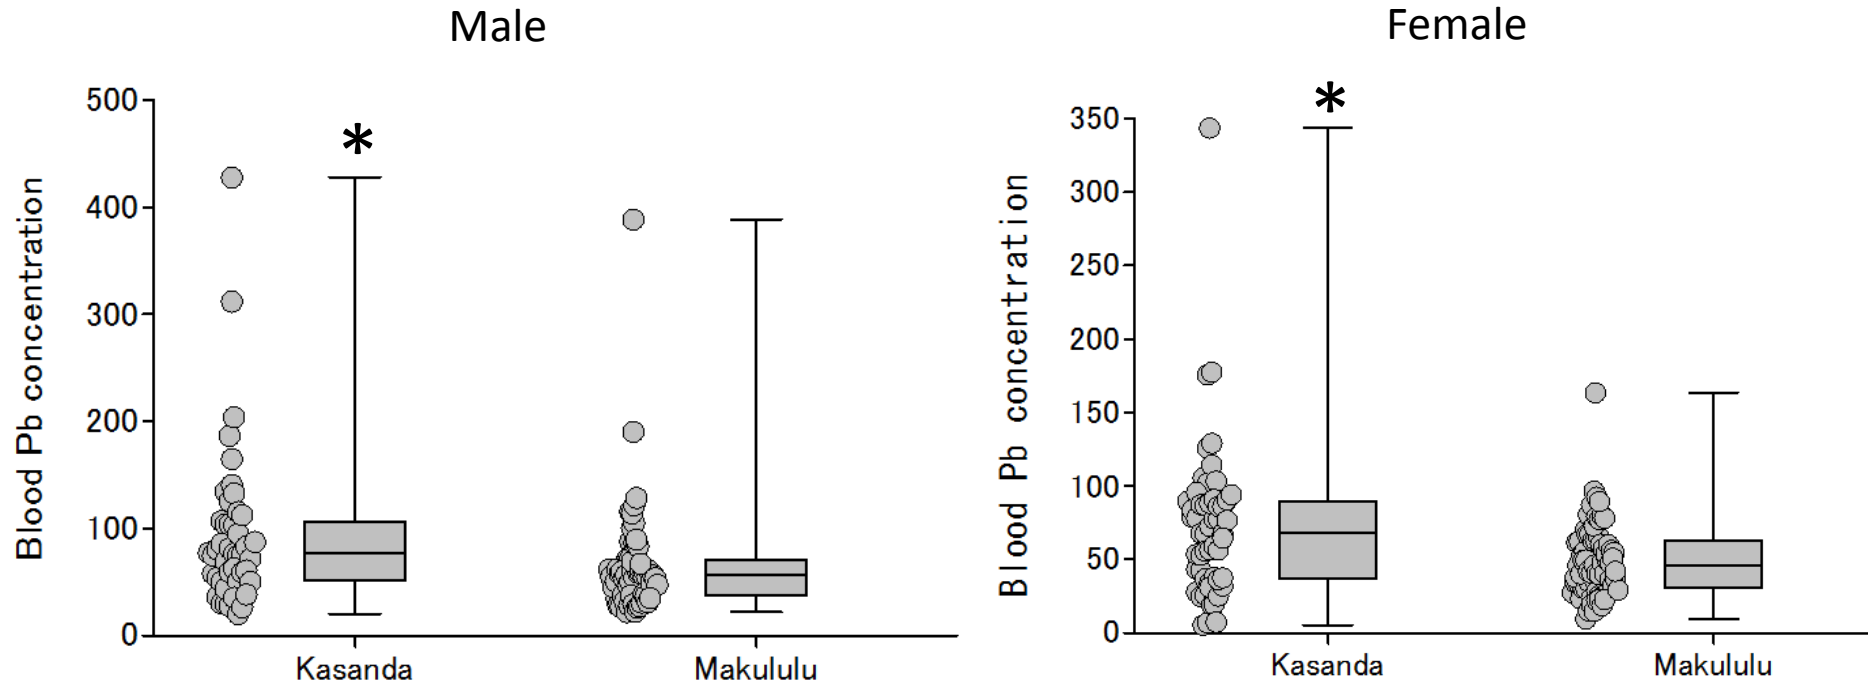 Male
Blood Pb concentration
500
400
300
200
100
0
*
Kasanda
Makululu
Female
Blood Pb concentration
350
300
250
200
150
100
50
0
*
Kasanda
Makululu